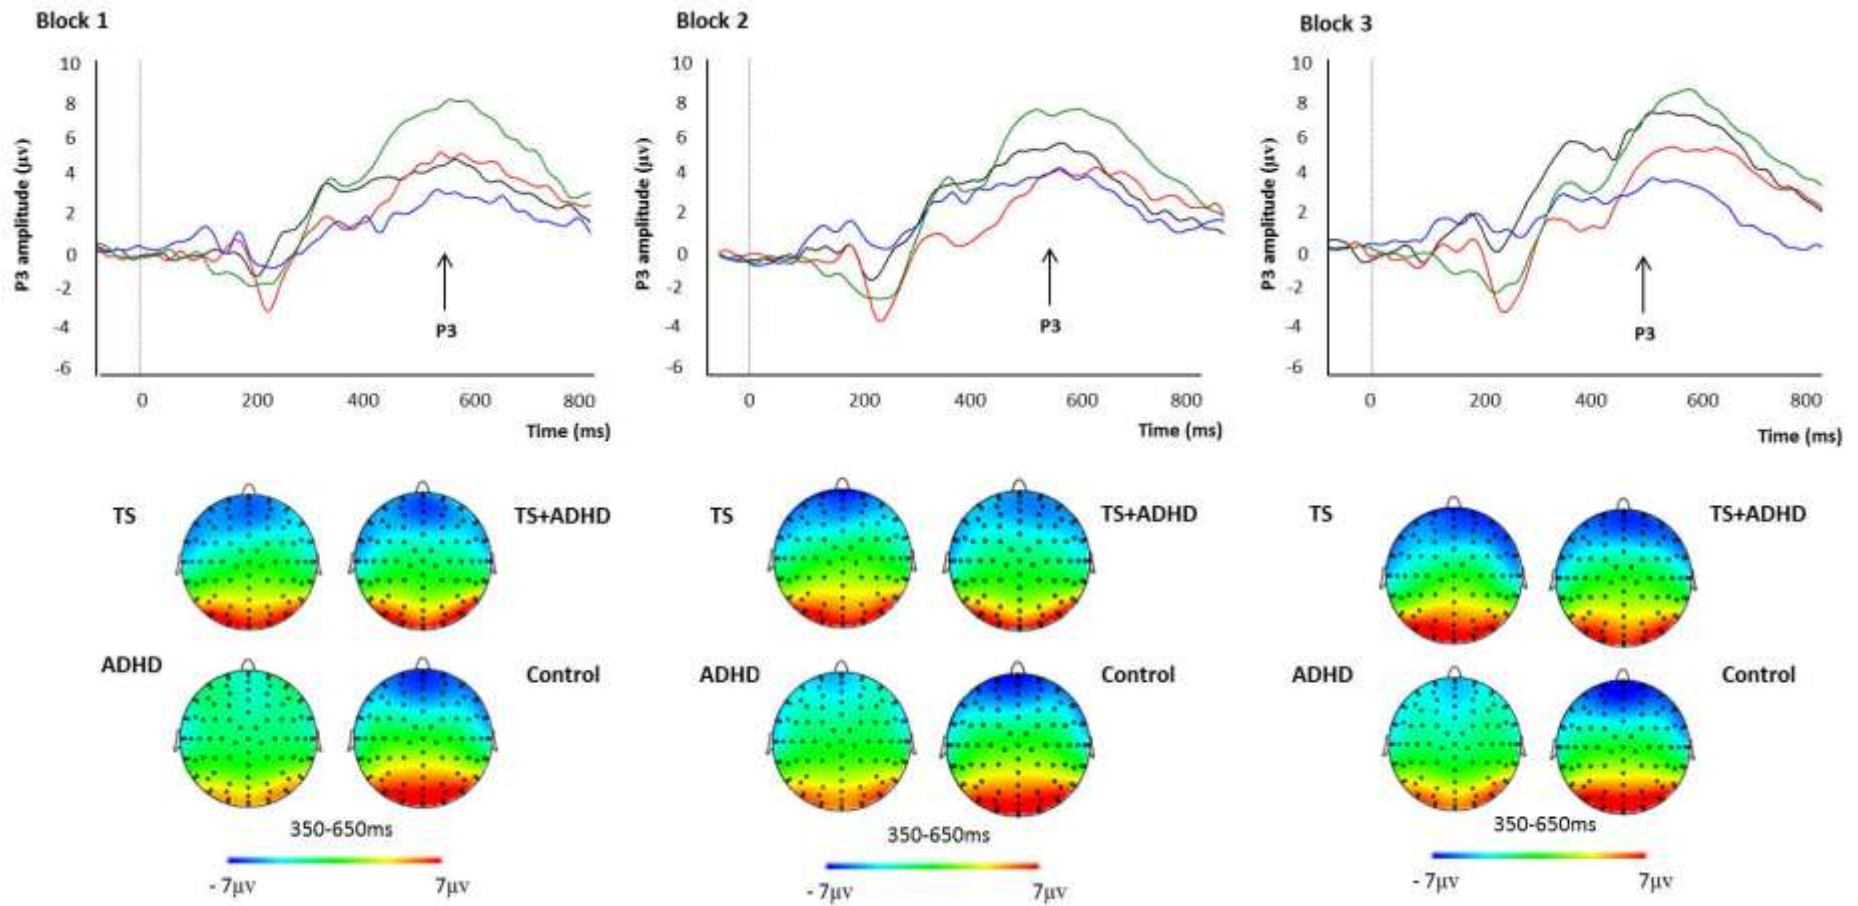 Block 1
Block 2
Block 3
P3 amplitude (μv)
10
8
6
4
2
0
-2
-4
-6
P3
0 200 400 600 800
Time (ms)
P3 amplitude (μv)
10
8
6
4
2
0
-2
-4
-6
P3
0 200 400 600 800
Time (ms)
P3 amplitude (μv)
10
8
6
4
2
0
-2
-4
-6
P3
0 200 400 600 800
Time (ms)
TS
TS+ADHD
ADHD
Control
350-650ms
- 7μv 7μv
TS
TS+ADHD
ADHD
Control
350-650ms
- 7μv 7μv
TS
TS+ADHD
ADHD
Control
350-650ms
- 7μv 7μv